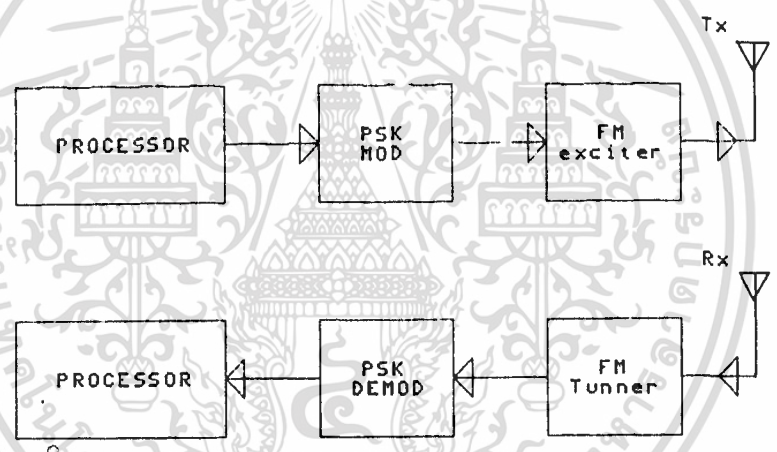 Tx
PROCESSOR
PSK
MOD
FM
exciter
Rx
PROCESSOR
PSK
DEMOD
FM
Tunner